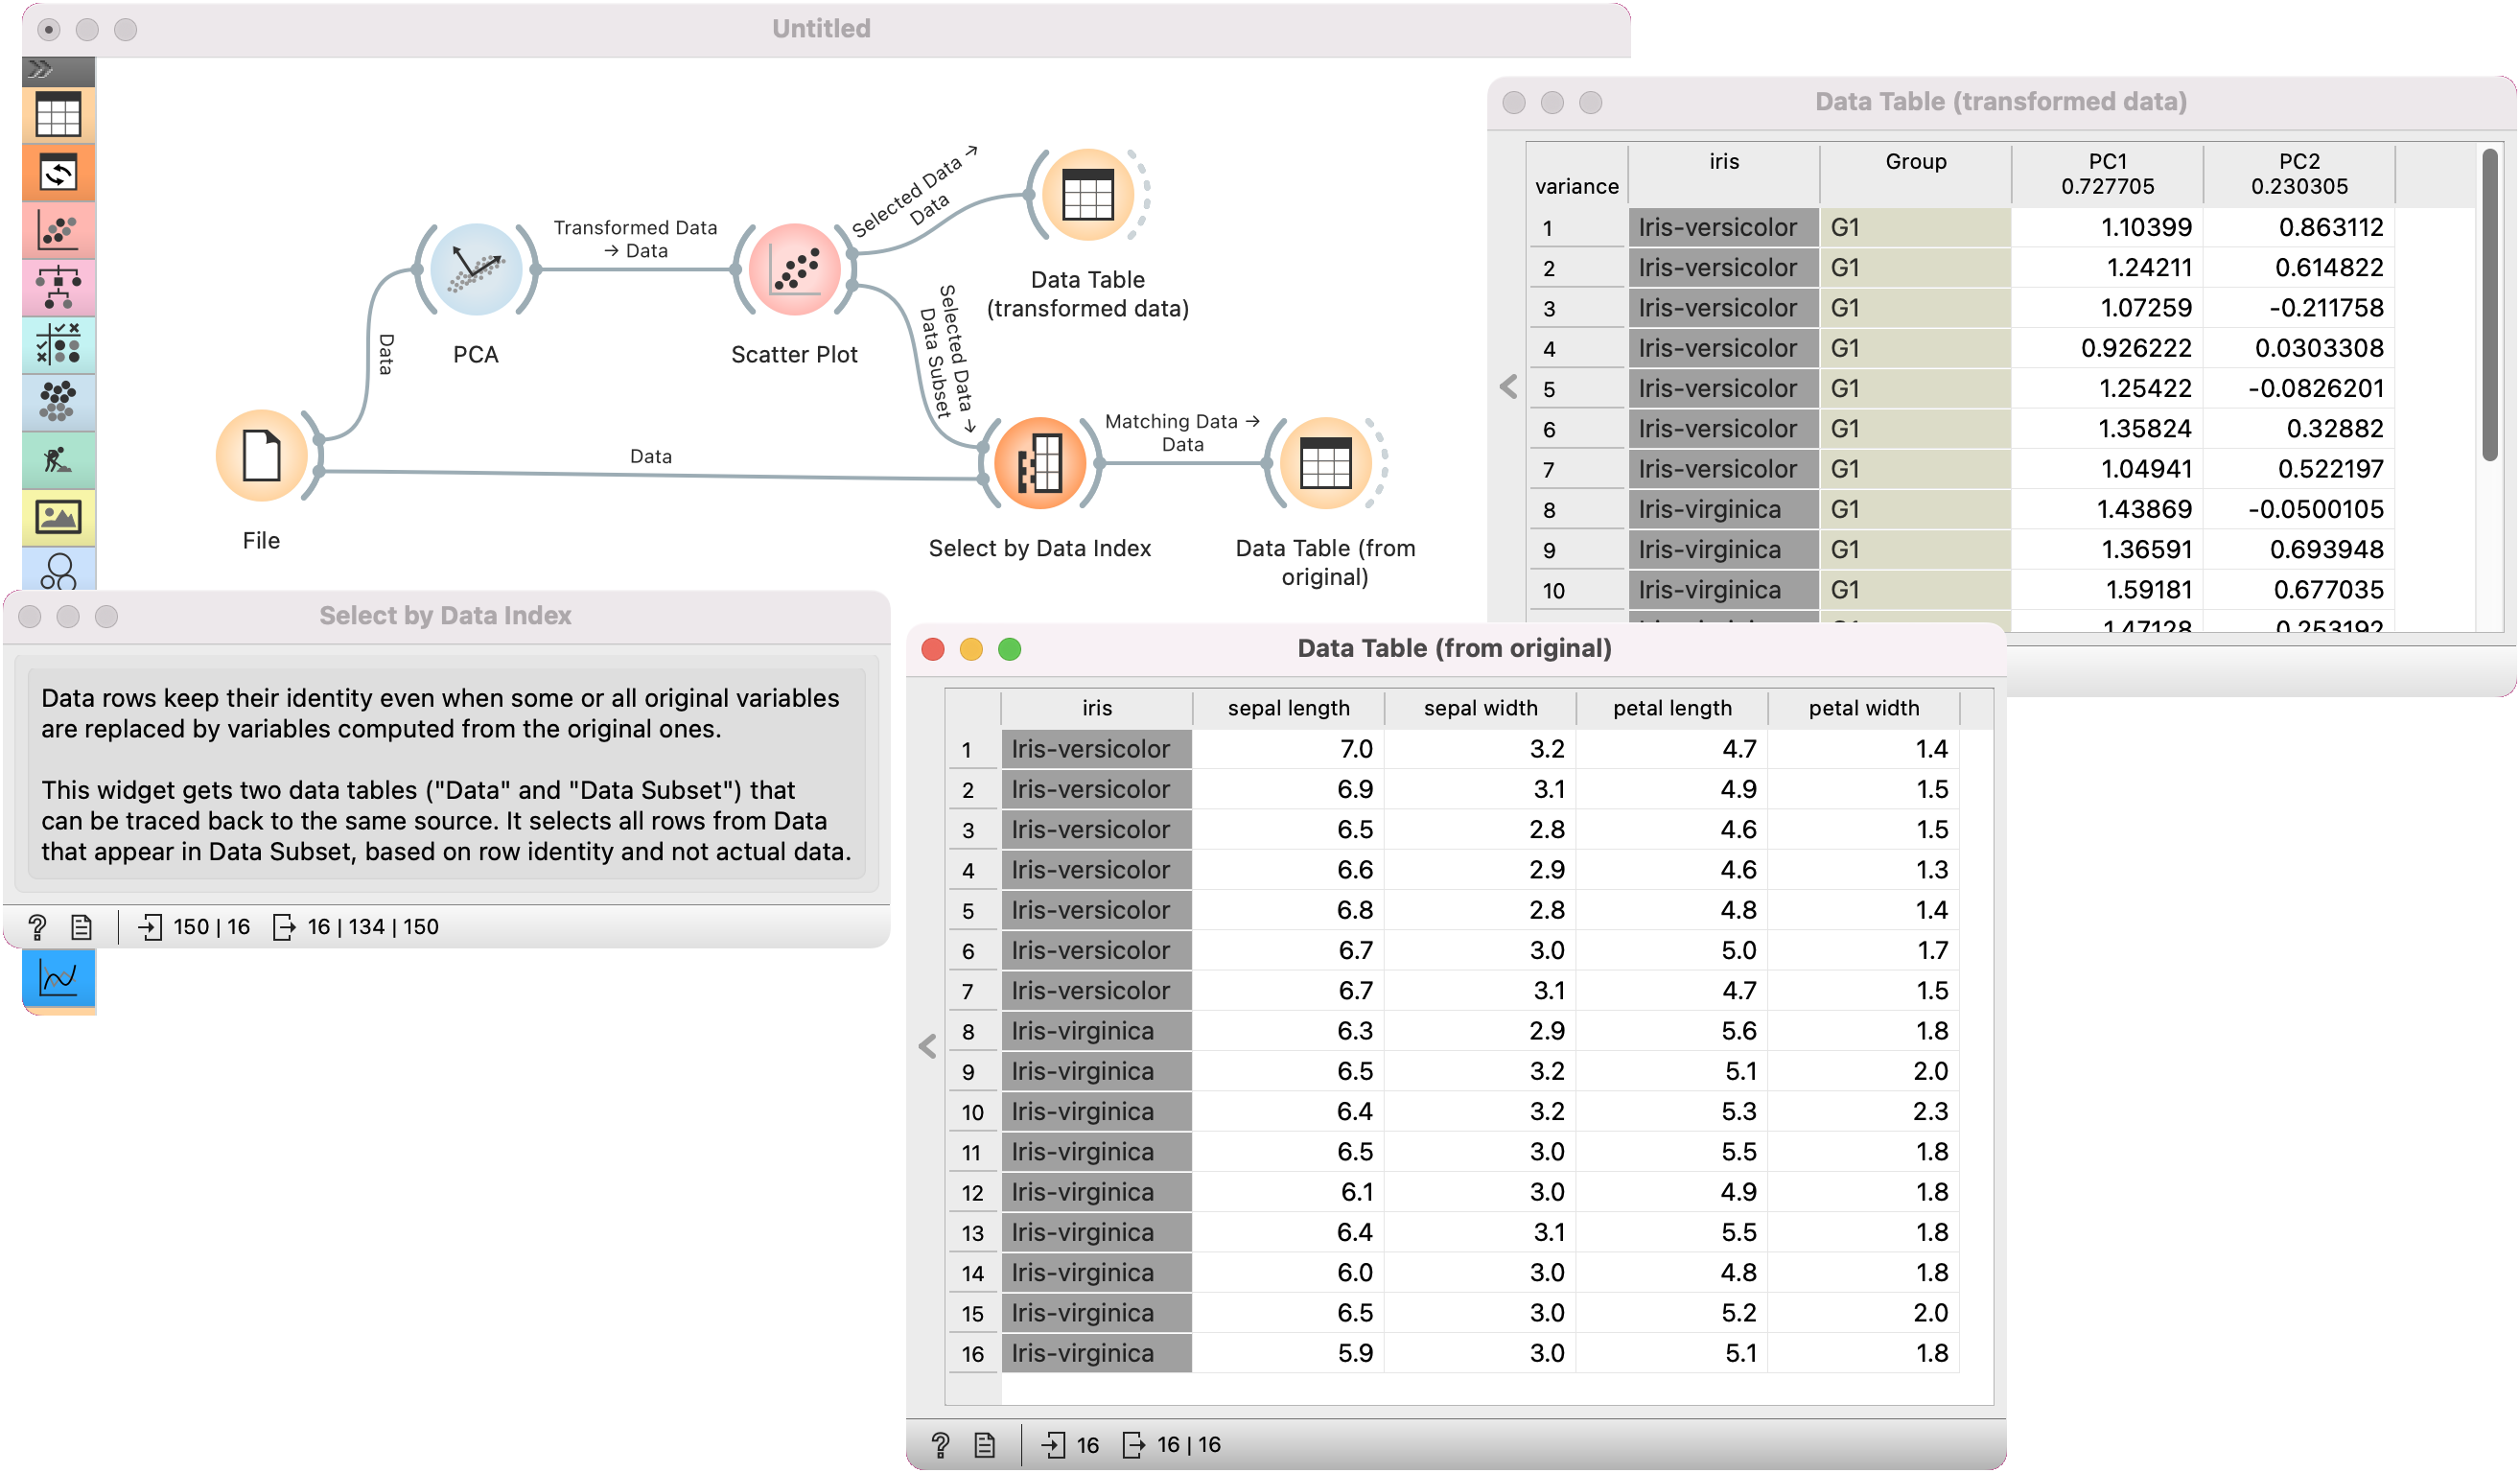 Untitled
Data
PCA
Transformed Data
→ Data
Scatter Plot
Selected Data →
Data
Data Table
(transformed data)
Selected Data →
Data Subset
File
Data
Select by Data Index
Matching Data →
Data
Data Table (from
original)
Data Table (transformed data)
variance iris Group PC1 0.727705 PC2 0.230305
1 Iris-versicolor G1 1.10399 0.863112
2 Iris-versicolor G1 1.24211 0.614822
3 Iris-versicolor G1 1.07259 -0.211758
4 Iris-versicolor G1 0.926222 0.0303308
5 Iris-versicolor G1 1.25422 -0.0826201
6 Iris-versicolor G1 1.35824 0.32882
7 Iris-versicolor G1 1.04941 0.522197
8 Iris-virginica G1 1.43869 -0.0500105
9 Iris-virginica G1 1.36591 0.693948
10 Iris-virginica G1 1.59181 0.677035
1.47128 0.253192
Select by Data Index
Data rows keep their identity even when some or all original variables
are replaced by variables computed from the original ones.
This widget gets two data tables ("Data" and "Data Subset") that
can be traced back to the same source. It selects all rows from Data
that appear in Data Subset, based on row identity and not actual data.
? 150 | 16 16 | 134 | 150
Data Table (from original)
iris sepal length sepal width petal length petal width
1 Iris-versicolor 7.0 3.2 4.7 1.4
2 Iris-versicolor 6.9 3.1 4.9 1.5
3 Iris-versicolor 6.5 2.8 4.6 1.5
4 Iris-versicolor 6.6 2.9 4.6 1.3
5 Iris-versicolor 6.8 2.8 4.8 1.4
6 Iris-versicolor 6.7 3.0 5.0 1.7
7 Iris-versicolor 6.7 3.1 4.7 1.5
8 Iris-virginica 6.3 2.9 5.6 1.8
9 Iris-virginica 6.5 3.2 5.1 2.0
10 Iris-virginica 6.4 3.2 5.3 2.3
11 Iris-virginica 6.5 3.0 5.5 1.8
12 Iris-virginica 6.1 3.0 4.9 1.8
13 Iris-virginica 6.4 3.1 5.5 1.8
14 Iris-virginica 6.0 3.0 4.8 1.8
15 Iris-virginica 6.5 3.0 5.2 2.0
16 Iris-virginica 5.9 3.0 5.1 1.8
? 16 16 | 16